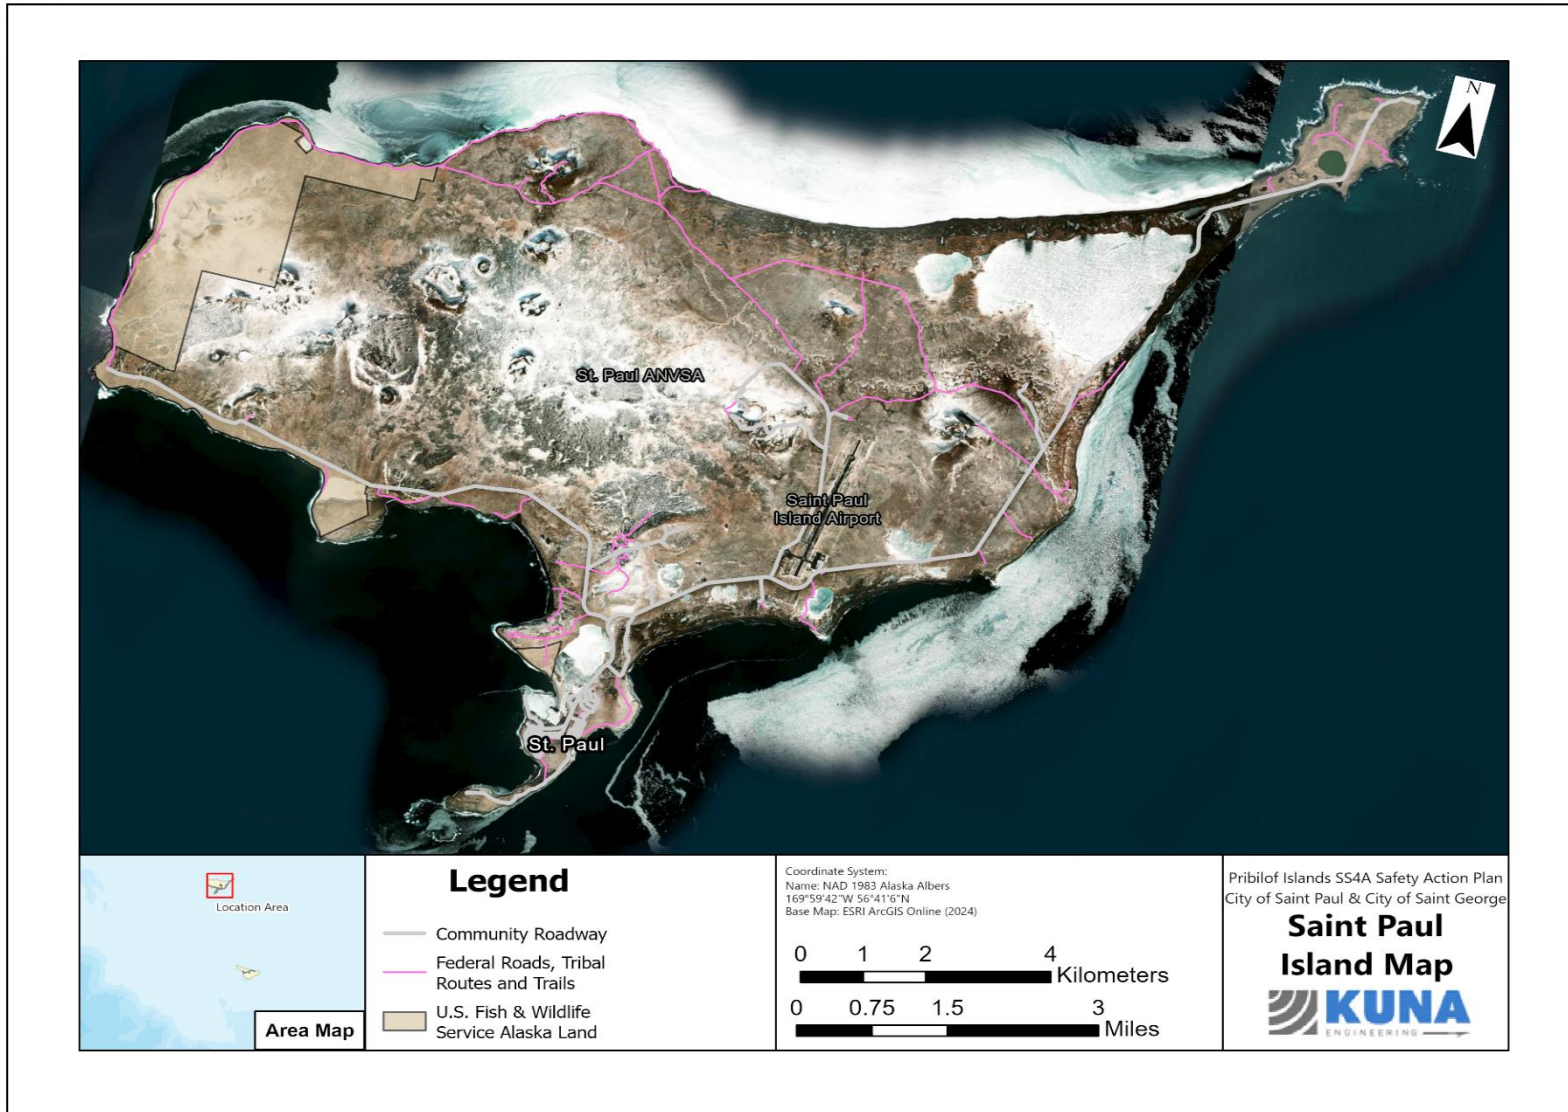 N
St. Paul ANVSA
Saint Paul
Island Airport
St. Paul
Location Area
Area Map
Legend
Community Roadway
Federal Roads, Tribal
Routes and Trails
U.S. Fish & Wildlife
Service Alaska Land
Coordinate System:
Name: NAD 1983 Alaska Albers
169°59'42"W 56°41'6"N
Base Map: ESRI ArcGIS Online (2024)
0 1 2 4
Kilometers
0 0.75 1.5 3
Miles
Pribilof Islands SS4A Safety Action Plan
City of Saint Paul & City of Saint George
Saint Paul
Island Map
KUNA
ENGINEERING